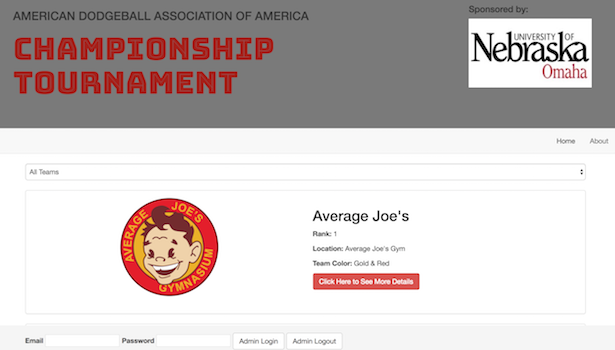 AMERICAN DODGEBALL ASSOCIATION OF AMERICA
CHAMPIONSHIP
TOURNAMENT
Sponsored by:
UNIVERSITY OF
Nebraska
Omaha
Home About
All Teams
AVERAGE JOE'S
GYMNASIUM
Average Joe's
Rank: 1
Location: Average Joe's Gym
Team Color: Gold & Red
Click Here to See More Details
Email Password Admin Login Admin Logout